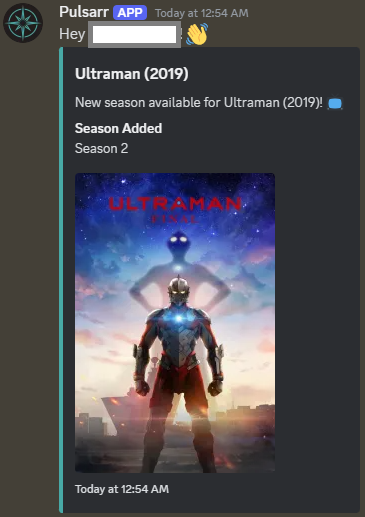 Pulsarr APP Today at 12:54 AM
Hey
Ultraman (2019)
New season available for Ultraman (2019)!
Season Added
Season 2
ULTRAMAN
FINAL
Today at 12:54 AM